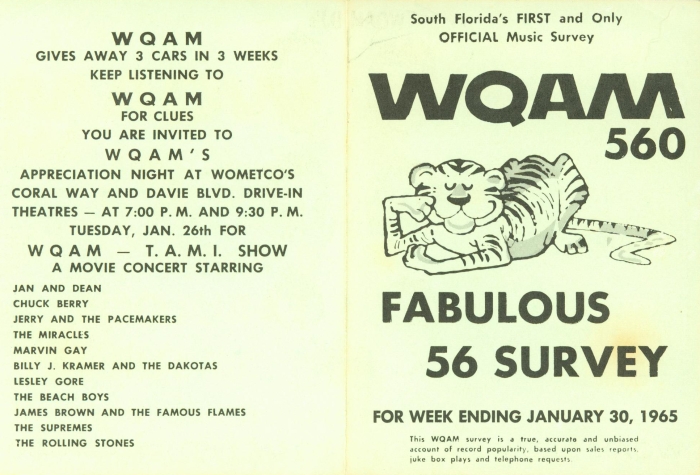 WQAM
GIVES AWAY 3 CARS IN 3 WEEKS
KEEP LISTENING TO
WQAM
FOR CLUES
YOU ARE INVITED TO
WQAM'S
APPRECIATION NIGHT AT WOMETCO'S
CORAL WAY AND DAVIE BLVD. DRIVE-IN
THEATRES — AT 7:00 P.M. AND 9:30 P.M.
TUESDAY, JAN. 26th FOR
WQAM — T.A.M.I. SHOW
A MOVIE CONCERT STARRING
JAN AND DEAN
CHUCK BERRY
JERRY AND THE PACEMAKERS
THE MIRACLES
MARVIN GAY
BILLY J. KRAMER AND THE DAKOTAS
LESLEY GORE
THE BEACH BOYS
JAMES BROWN AND THE FAMOUS FLAMES
THE SUPREMES
THE ROLLING STONES
South Florida's FIRST and Only
OFFICIAL Music Survey
WQAM
560
FABULOUS
56 SURVEY
FOR WEEK ENDING JANUARY 30, 1965
This WQAM survey is a true, accurate and unbiased
account of record popularity, based upon sales reports,
juke box plays and telephone requests.